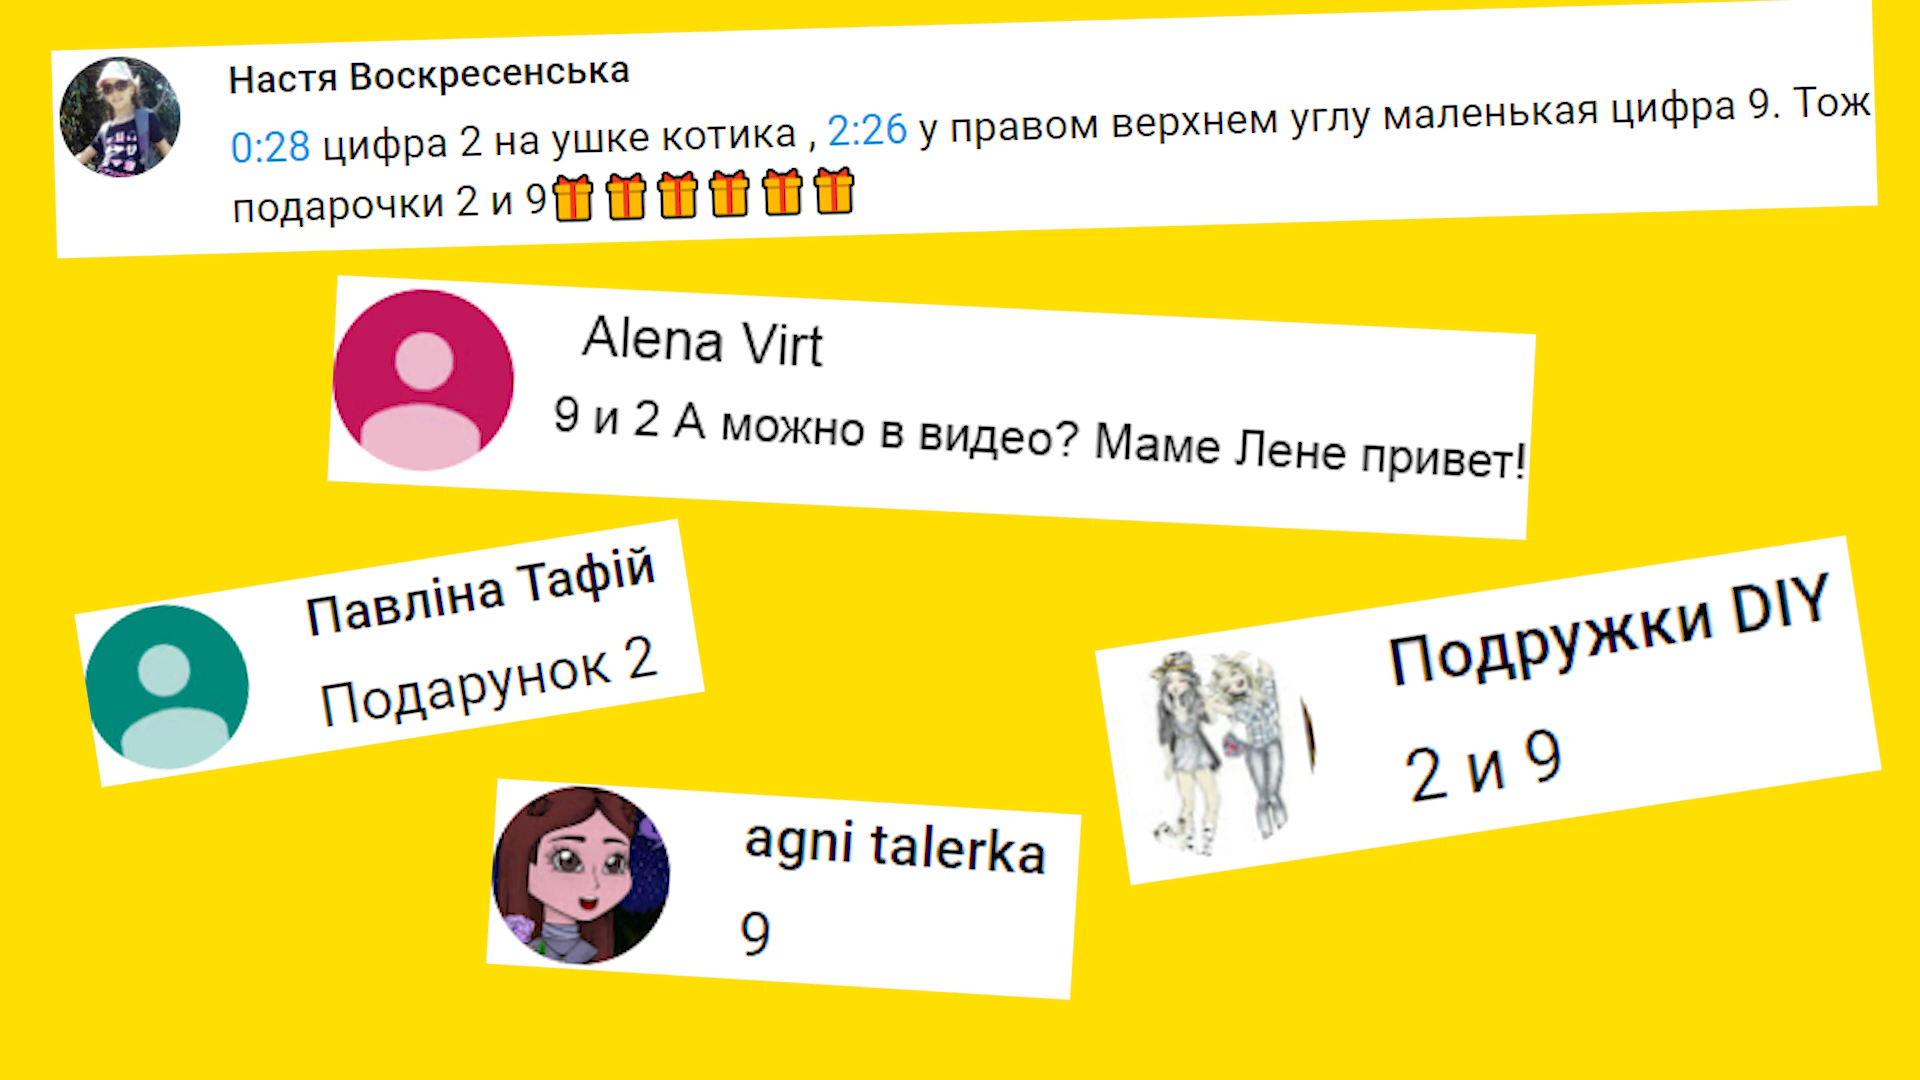 Настя Воскресенська
0:28 цифра 2 на ушке котика , 2:26 у правом верхнем углу маленькая цифра 9. Тож
подарочки 2 и 9🎁🎁🎁🎁🎁🎁
Alena Virt
9 и 2 А можно в видео? Маме Лене привет!
Павліна Тафій
Подарунок 2
Подружки DIY
2 и 9
agni talerka
9